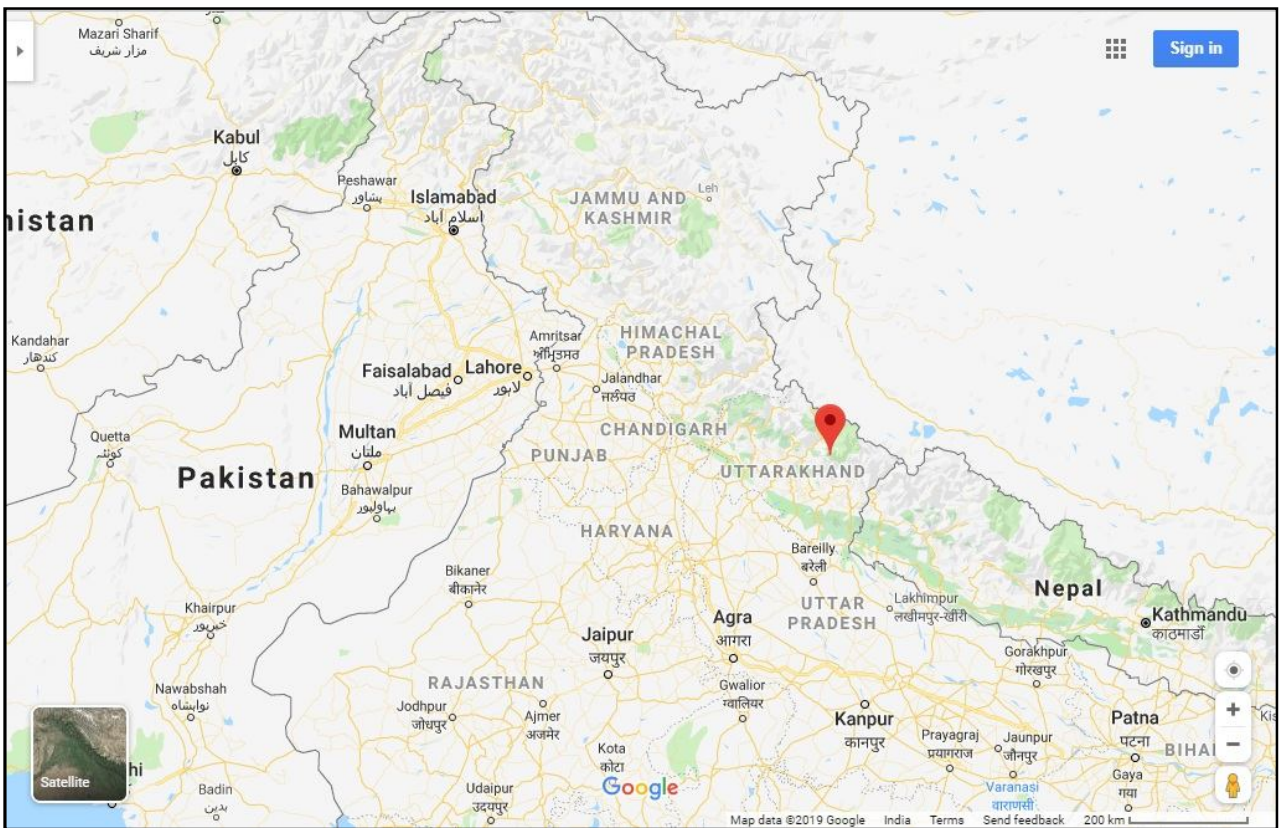 Mazari Sharif
مزار شریف
Sign in
Kabul
کابل
Peshawar
پشاور
Islamabad
اسلام آباد
JAMMU AND
KASHMIR
Leh
nistan
Kandahar
کندهار
Amritsar
ਅੰਮ੍ਰਿਤਸਰ
HIMACHAL
PRADESH
Faisalabad
فیصل آباد
Lahore
لاہور
Jalandhar
ਜਲੰਧਰ
Quetta
کوئٹہ
Multan
ملتان
CHANDIGARH
PUNJAB
UTTARAKHAND
Pakistan
Bahawalpur
بہاولپور
HARYANA
Bareilly
बरेली
Bikaner
बीकानेर
Nepal
Khairpur
خیرپور
UTTAR
PRADESH
Lakhimpur
लखीमपुर-खीरी
Kathmandu
काठमाडौं
Jaipur
जयपुर
Agra
आगरा
Gorakhpur
गोरखपुर
RAJASTHAN
Nawabshah
نوابشاہ
Jodhpur
जोधपुर
Ajmer
अजमेर
Gwalior
ग्वालियर
Kanpur
कानपुर
Patna
पटना
BIHA
Kis
Prayagraj
प्रयागराज
Jaunpur
जौनपुर
Kota
कोटा
Satellite
hi
Badin
بدین
Udaipur
उदयपुर
Google
Varanasi
वाराणसी
Gaya
गया
Map data ©2019 Google India Terms Send feedback 200 km